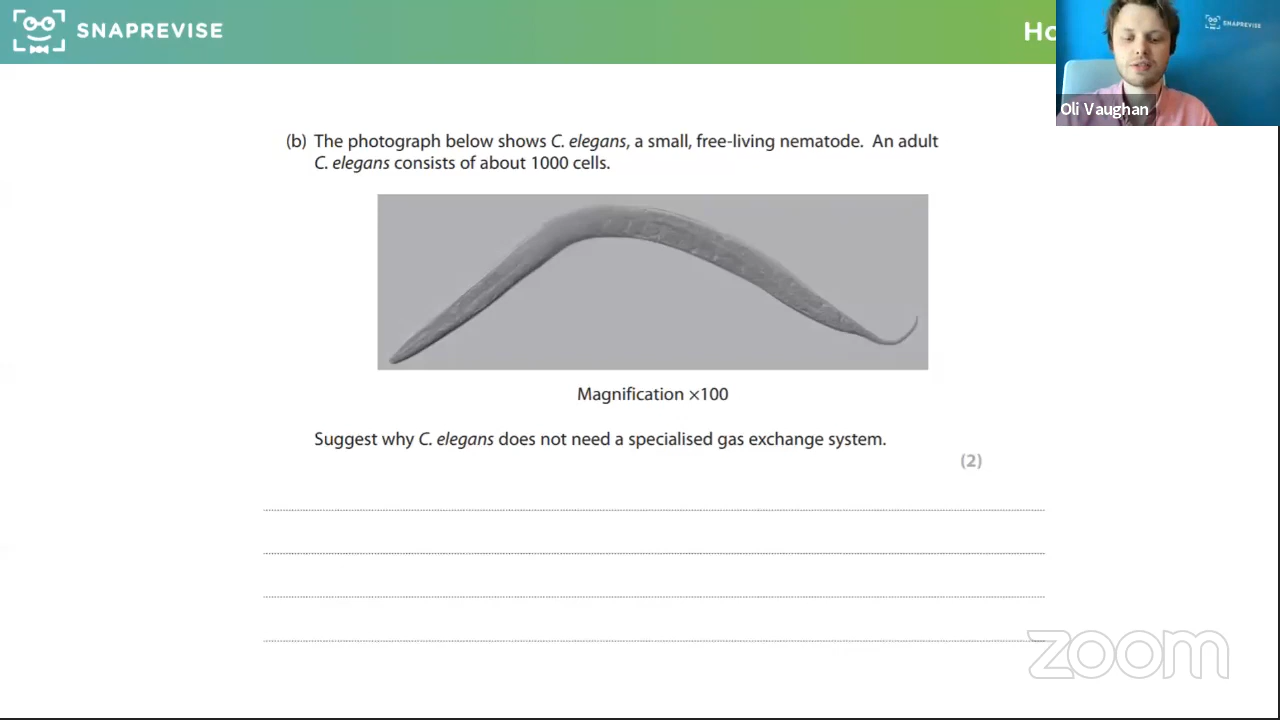 SNAPREVISE
Ho
SNAPREVISE
Oli Vaughan
(b) The photograph below shows C. elegans, a small, free-living nematode. An adult
C. elegans consists of about 1000 cells.
Magnification ×100
Suggest why C. elegans does not need a specialised gas exchange system.
(2)
zoom